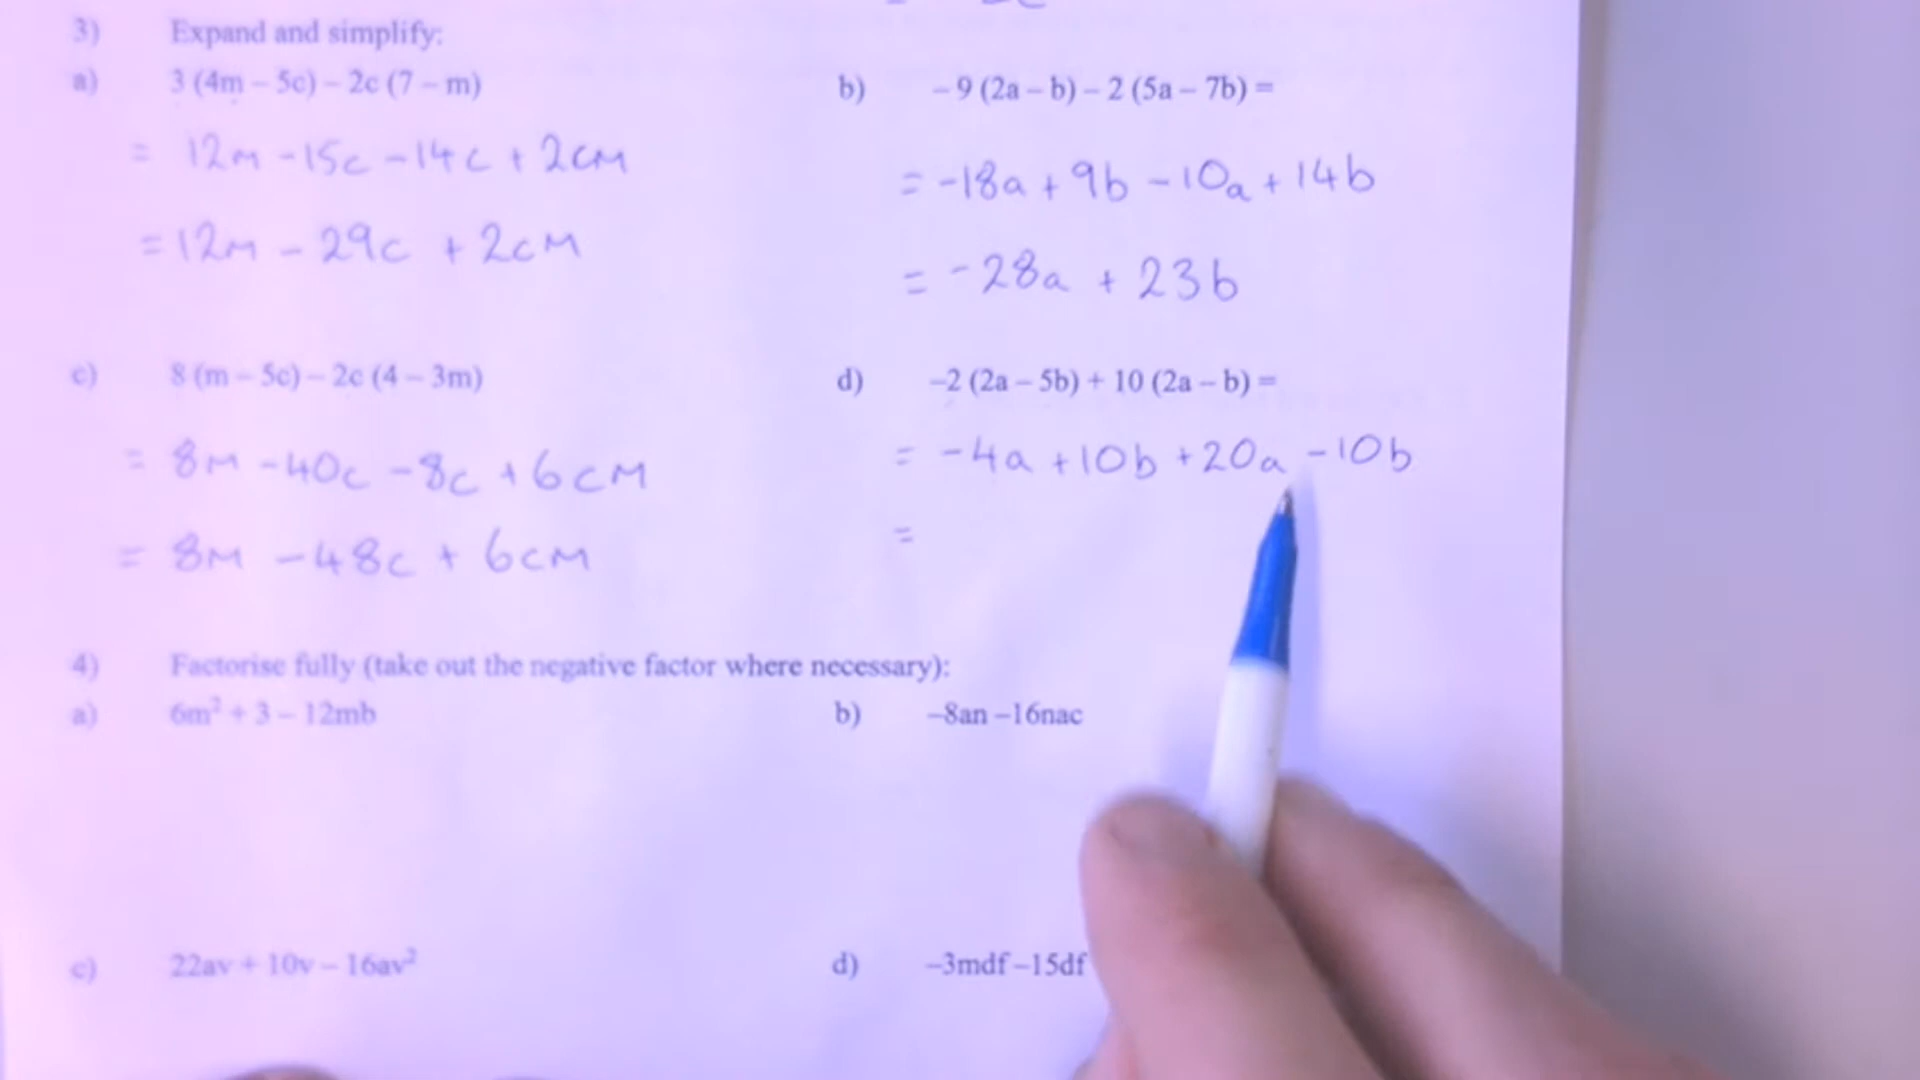 3) Expand and simplify:
a) 3 (4m – 5c) – 2c (7 – m)
= 12m - 15c - 14c + 2cm
= 12m - 29c + 2cm
b) – 9 (2a – b) – 2 (5a – 7b) =
= -18a + 9b - 10a + 14b
= -28a + 23b
c) 8 (m – 5c) – 2c (4 – 3m)
= 8m - 40c - 8c + 6cm
= 8m - 48c + 6cm
d) –2 (2a – 5b) + 10 (2a – b) =
= -4a + 10b + 20a - 10b
=
4) Factorise fully (take out the negative factor where necessary):
a) 6m² + 3 – 12mb
b) –8an –16nac
c) 22av + 10v – 16av²
d) –3mdf –15df